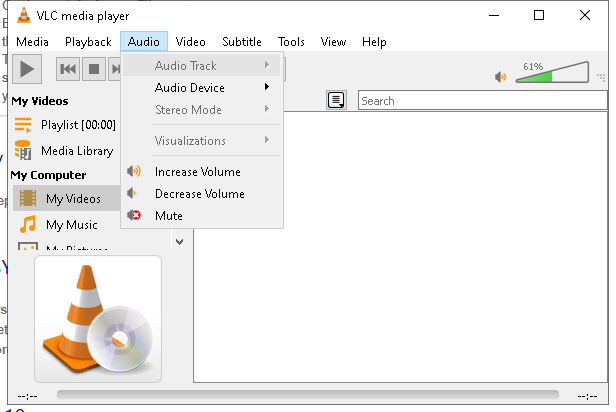 VLC media player
Media Playback Audio Video Subtitle Tools View Help
Audio Track
Audio Device
Stereo Mode
Visualizations
Increase Volume
Decrease Volume
Mute
61%
Search
My Videos
Playlist [00:00]
Media Library
My Computer
My Videos
My Music
My Pictures
--:-- --:--